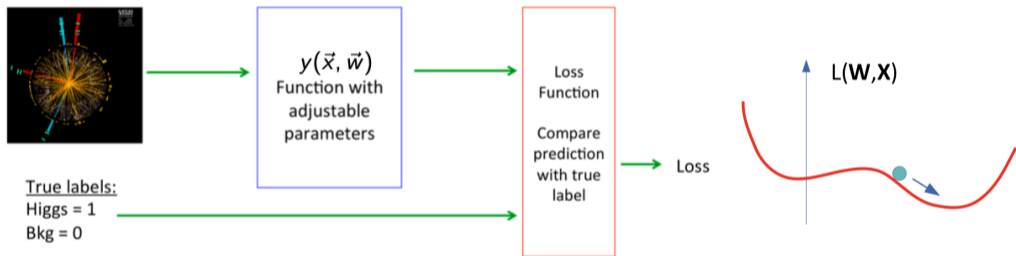 y(x⃗, w⃗)
Function with
adjustable
parameters
Loss
Function
Compare
prediction
with true
label
Loss
True labels:
Higgs = 1
Bkg = 0
L(W,X)